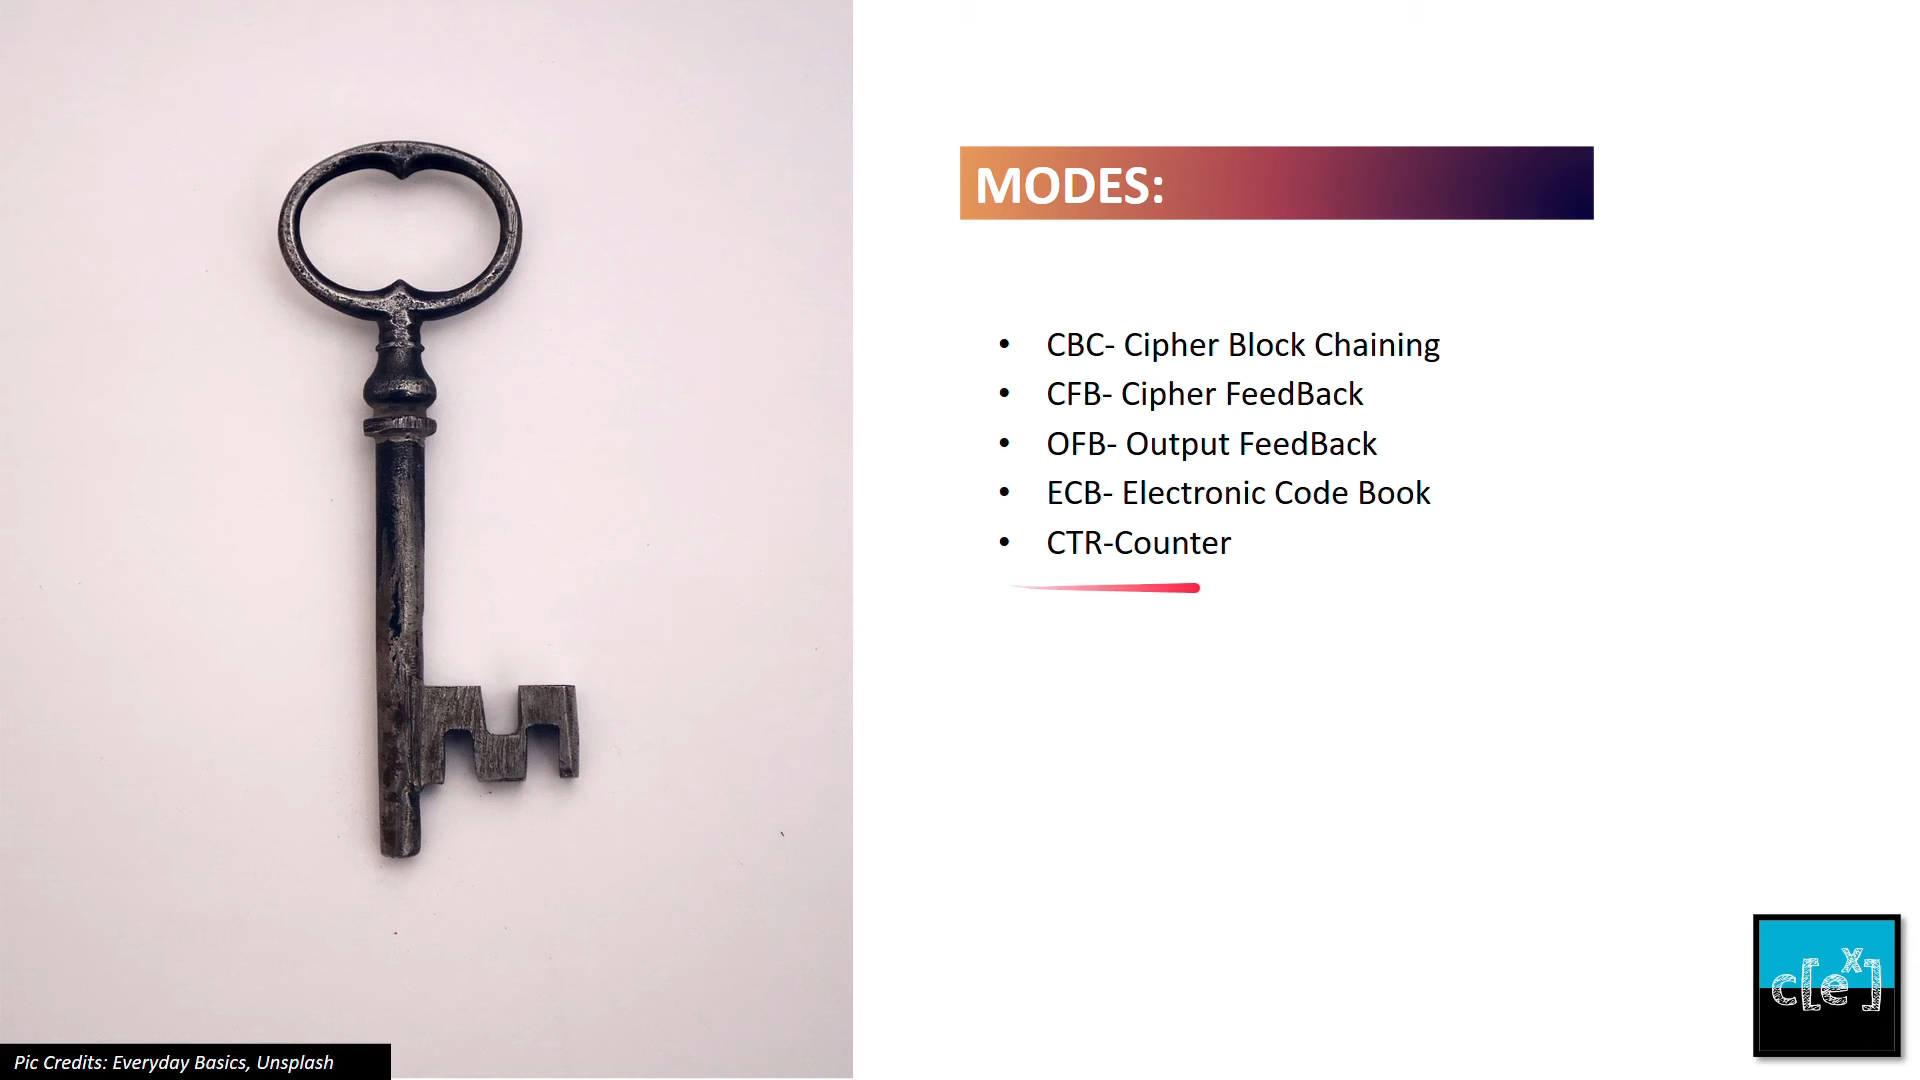 MODES:
• CBC- Cipher Block Chaining
• CFB- Cipher FeedBack
• OFB- Output FeedBack
• ECB- Electronic Code Book
• CTR-Counter
c[eˣ]
Pic Credits: Everyday Basics, Unsplash